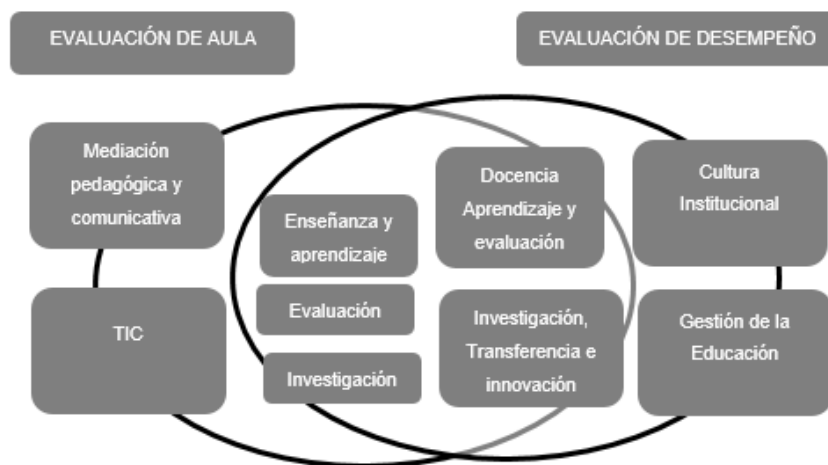 EVALUACIÓN DE AULA
EVALUACIÓN DE DESEMPEÑO
Mediación
pedagógica y
comunicativa
TIC
Enseñanza y
aprendizaje
Evaluación
Investigación
Docencia
Aprendizaje y
evaluación
Investigación,
Transferencia e
innovación
Cultura
Institucional
Gestión de la
Educación